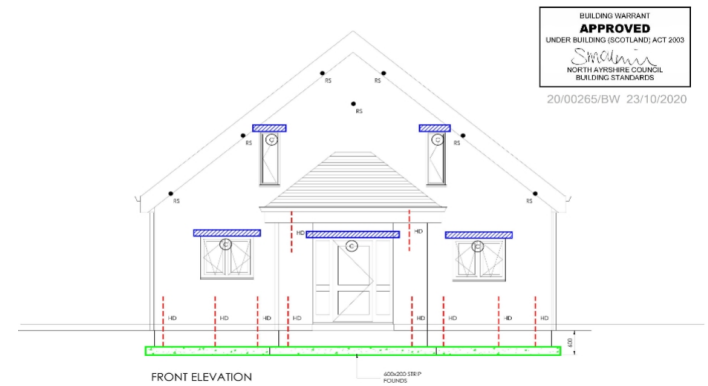 BUILDING WARRANT
APPROVED
UNDER BUILDING (SCOTLAND) ACT 2003
NORTH AYRSHIRE COUNCIL
BUILDING STANDARDS
20/00265/BW 23/10/2020
RS RS
RS
C C
RS RS
RS RS
HD HD
C C C
HD HD HD HD HD HD HD HD
600
600x200 STRIP
FOUNDS
FRONT ELEVATION